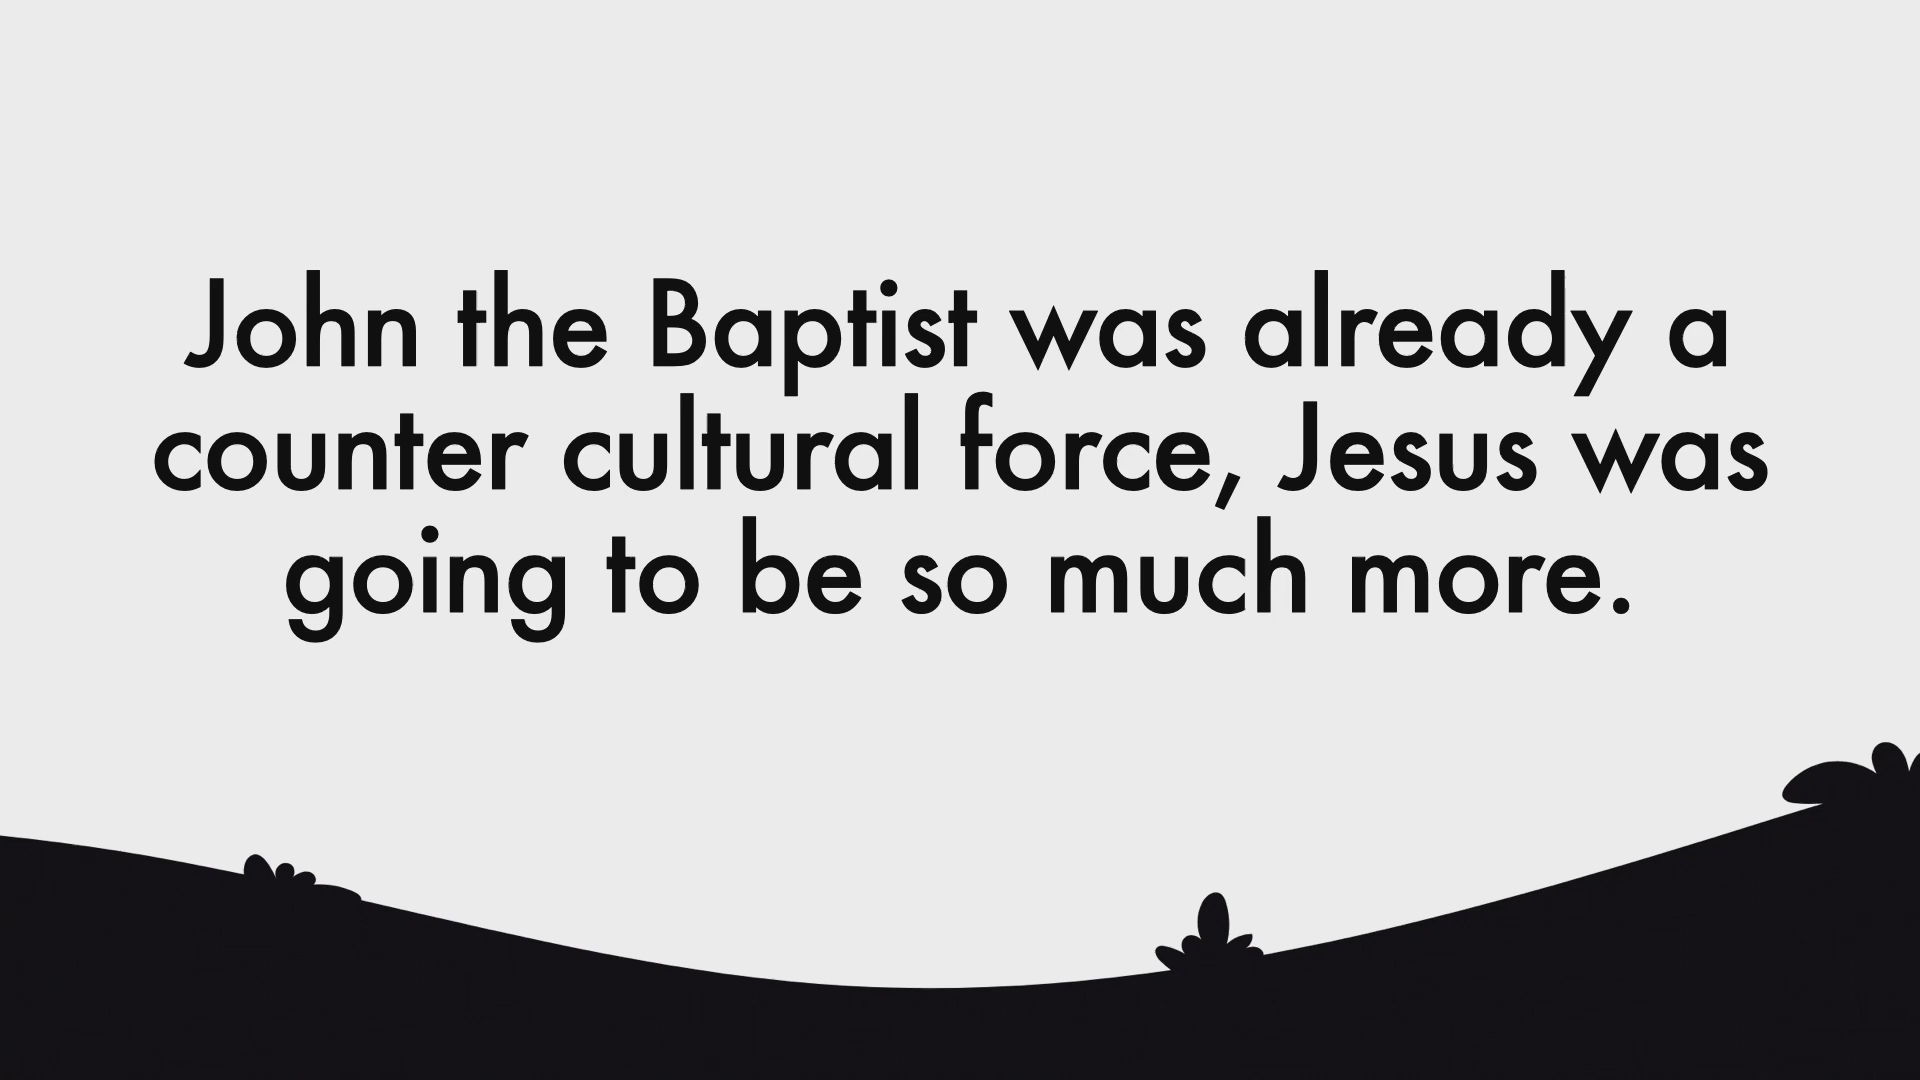 John the Baptist was already a
counter cultural force, Jesus was
going to be so much more.